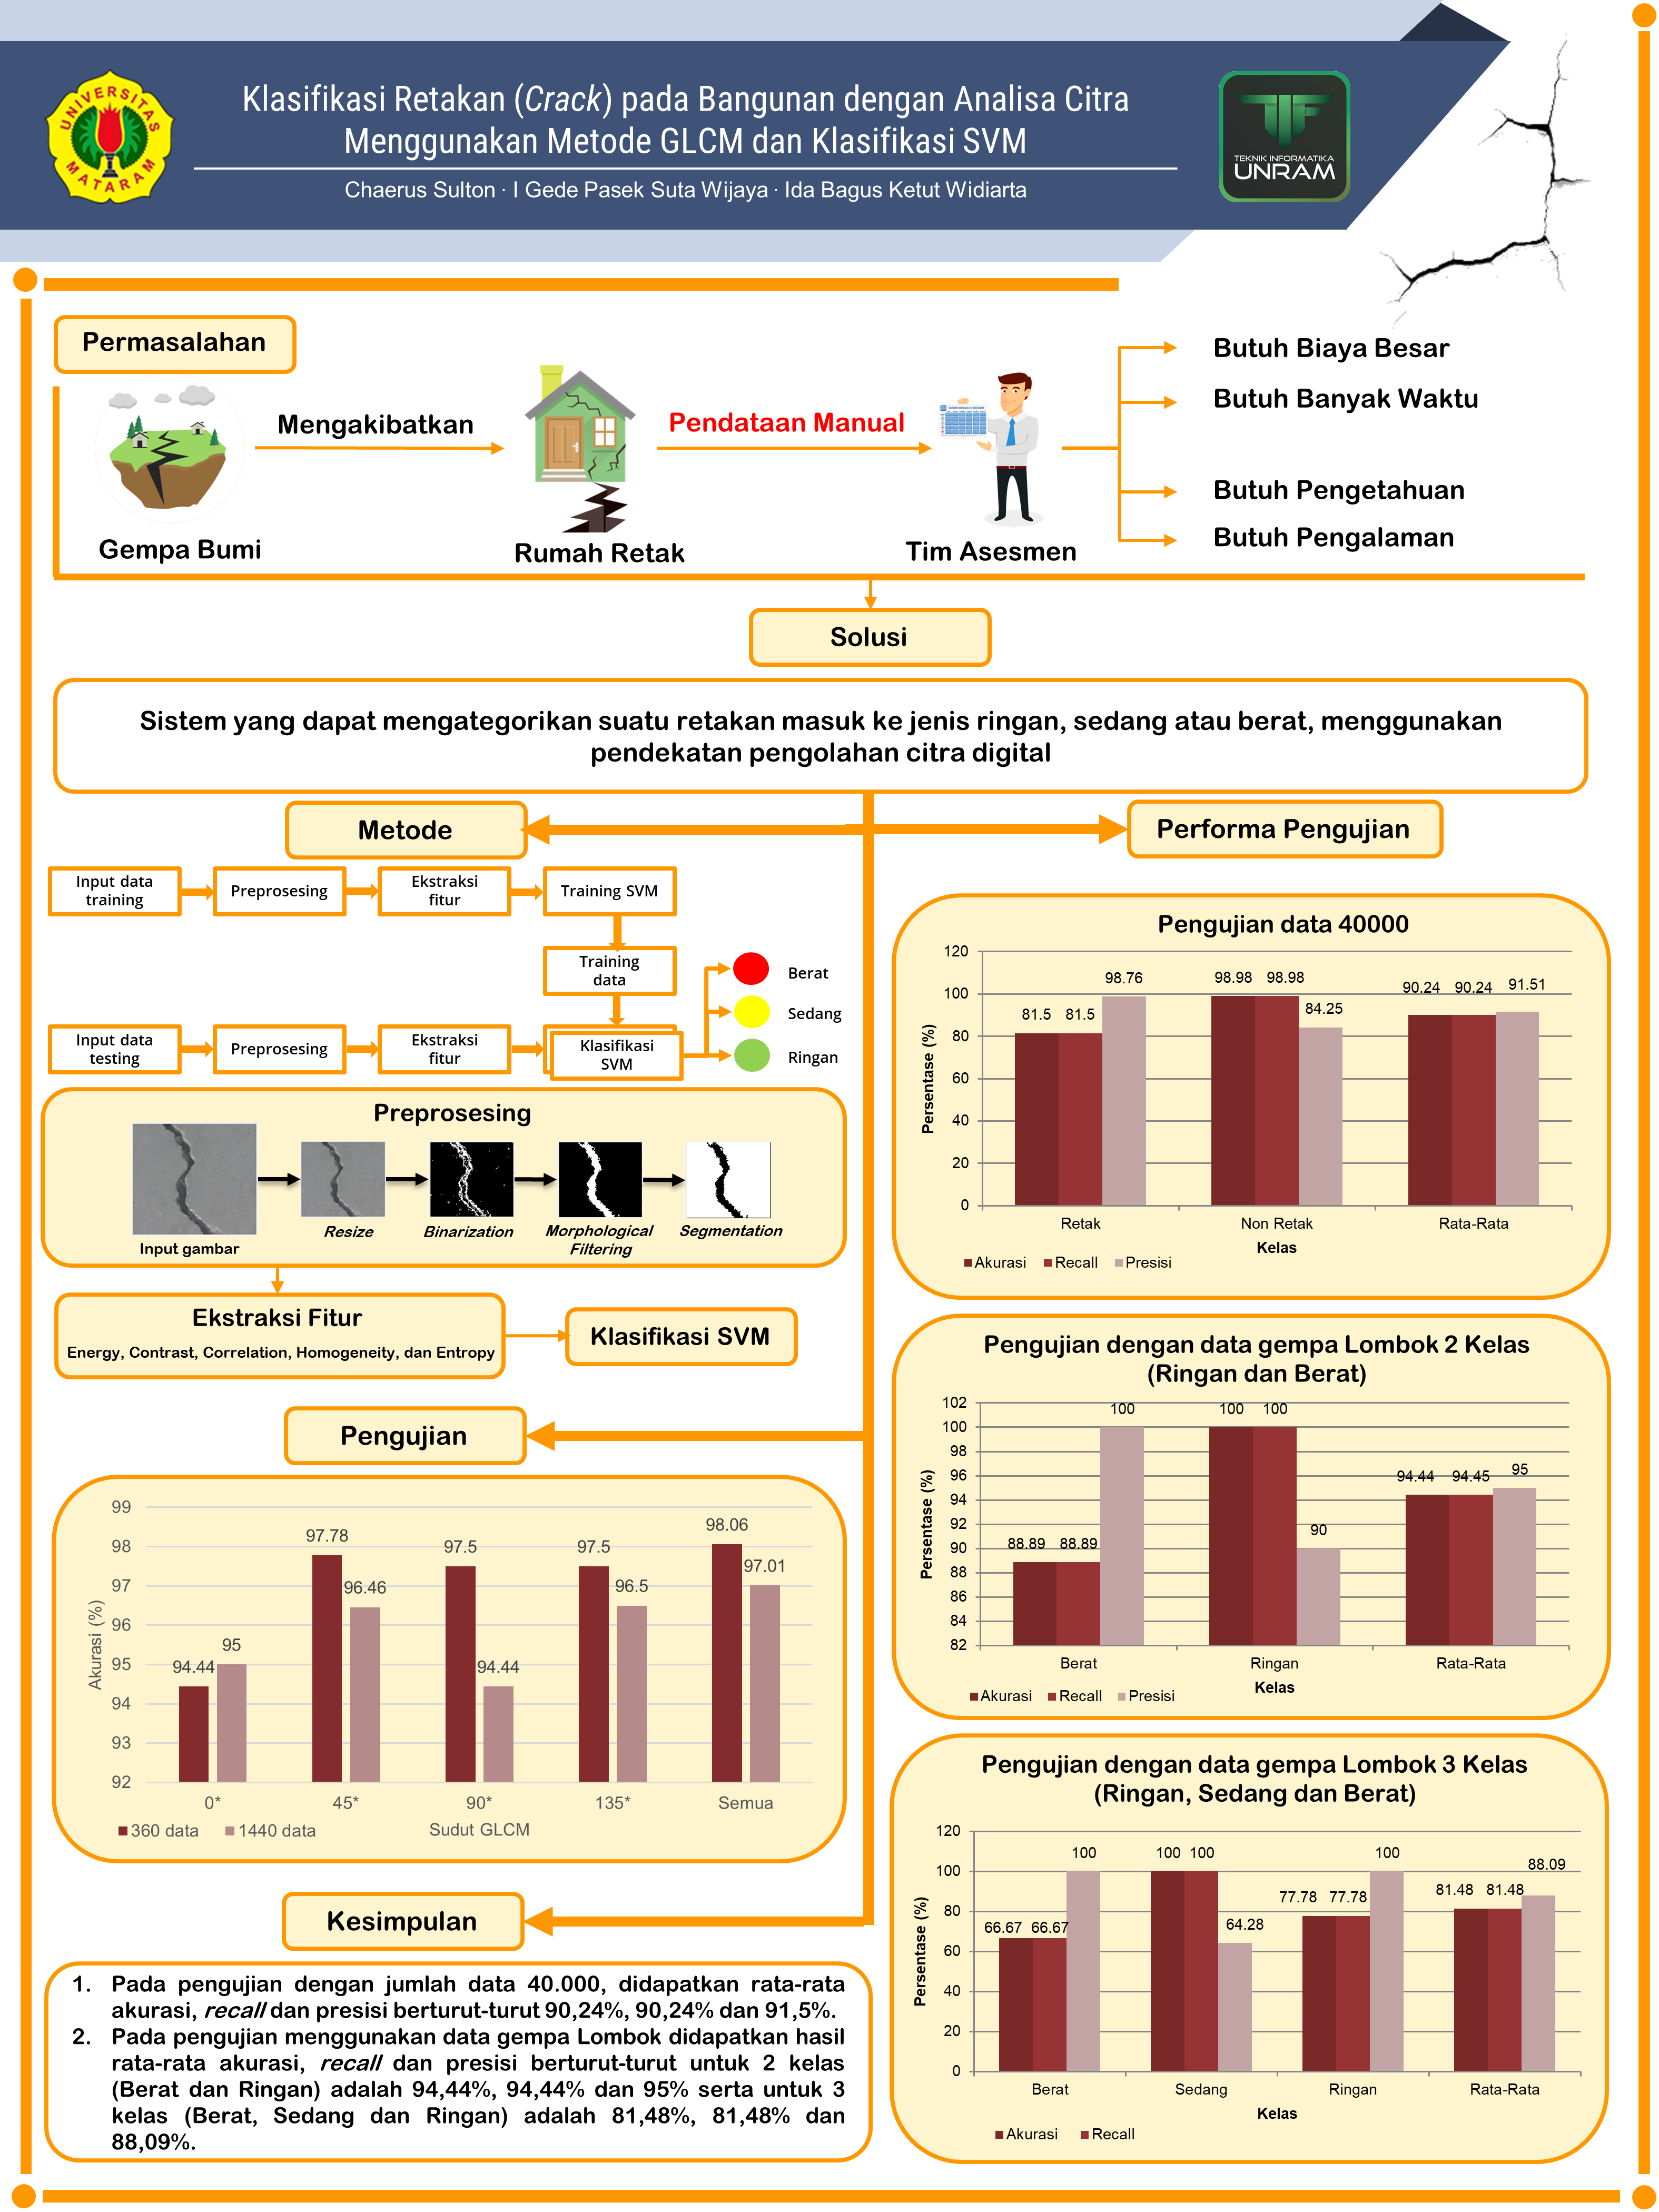 UNIVERSITAS
MATARAM
Klasifikasi Retakan (Crack) pada Bangunan dengan Analisa Citra
Menggunakan Metode GLCM dan Klasifikasi SVM
Chaerus Sulton · I Gede Pasek Suta Wijaya · Ida Bagus Ketut Widiarta
TEKNIK INFORMATIKA
UNRAM
Permasalahan
Mengakibatkan
Pendataan Manual
Gempa Bumi
Rumah Retak
Tim Asesmen
Butuh Biaya Besar
Butuh Banyak Waktu
Butuh Pengetahuan
Butuh Pengalaman
Solusi
Sistem yang dapat mengategorikan suatu retakan masuk ke jenis ringan, sedang atau berat, menggunakan
pendekatan pengolahan citra digital
Metode
Input data
training
Preprosesing
Ekstraksi
fitur
Training SVM
Training
data
Input data
testing
Preprosesing
Ekstraksi
fitur
Klasifikasi
SVM
Berat
Sedang
Ringan
Preprosesing
Input gambar
Resize
Binarization
Morphological
Filtering
Segmentation
Ekstraksi Fitur
Energy, Contrast, Correlation, Homogeneity, dan Entropy
Klasifikasi SVM
Pengujian
99
98
97
96
95
94
93
92
Akurasi (%)
94.44
95
97.78
96.46
97.5
94.44
97.5
96.5
98.06
97.01
0*
45*
90*
135*
Semua
360 data
1440 data
Sudut GLCM
Kesimpulan
1. Pada pengujian dengan jumlah data 40.000, didapatkan rata-rata
akurasi, recall dan presisi berturut-turut 90,24%, 90,24% dan 91,5%.
2. Pada pengujian menggunakan data gempa Lombok didapatkan hasil
rata-rata akurasi, recall dan presisi berturut-turut untuk 2 kelas
(Berat dan Ringan) adalah 94,44%, 94,44% dan 95% serta untuk 3
kelas (Berat, Sedang dan Ringan) adalah 81,48%, 81,48% dan
88,09%.
Performa Pengujian
Pengujian data 40000
120
100
80
60
40
20
0
Persentase (%)
81.5
81.5
98.76
98.98
98.98
84.25
90.24
90.24
91.51
Retak
Non Retak
Rata-Rata
Kelas
Akurasi
Recall
Presisi
Pengujian dengan data gempa Lombok 2 Kelas
(Ringan dan Berat)
102
100
98
96
94
92
90
88
86
84
82
Persentase (%)
88.89
88.89
100
100
100
90
94.44
94.45
95
Berat
Ringan
Rata-Rata
Kelas
Akurasi
Recall
Presisi
Pengujian dengan data gempa Lombok 3 Kelas
(Ringan, Sedang dan Berat)
120
100
80
60
40
20
0
Persentase (%)
66.67
66.67
100
100
100
64.28
77.78
77.78
100
81.48
81.48
88.09
Berat
Sedang
Ringan
Rata-Rata
Kelas
Akurasi
Recall